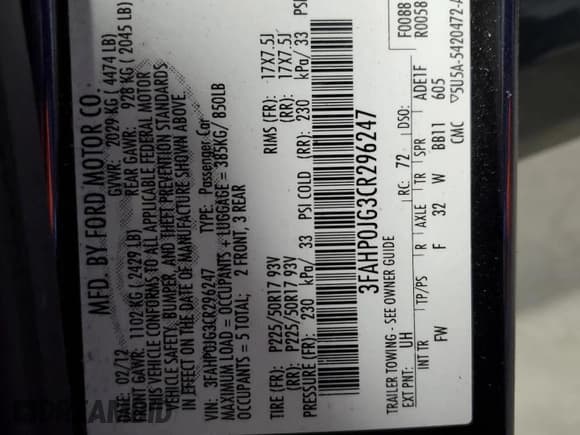 MFD. BY FORD MOTOR CO.
DATE: 02/12 GVWR: 2029 KG ( 4474 LB)
FRONT GAWR: 1102 KG ( 2429 LB) REAR GAWR: 928 KG ( 2045 LB)
THIS VEHICLE CONFORMS TO ALL APPLICABLE FEDERAL MOTOR
VEHICLE SAFETY, BUMPER, AND THEFT PREVENTION STANDARDS
IN EFFECT ON THE DATE OF MANUFACTURE SHOWN ABOVE.
VIN: 3FAHP0JG3CR296247 TYPE: Passenger Car
MAXIMUM LOAD = OCCUPANTS + LUGGAGE = 385KG/ 850LB
OCCUPANTS = 5 TOTAL; 2 FRONT, 3 REAR
TIRE (FR): P225/50R17 93V RIMS (FR): 17X7.5J
TIRE (RR): P225/50R17 93V RIMS (RR): 17X7.5J
PRESSURE (FR): 230 kPa/ 33 PSI COLD (RR): 230 kPa/ 33 PSI
3FAHP0JG3CR296247
F0088
R0058
TRAILER TOWING - SEE OWNER GUIDE
EXT PNT: UH RC: 72 DSO:
INT TR TP/PS R AXLE TR SPR ADE1F
FW F 32 W BB11 605
CMC 5U5A-5420472-A
DREAMBID